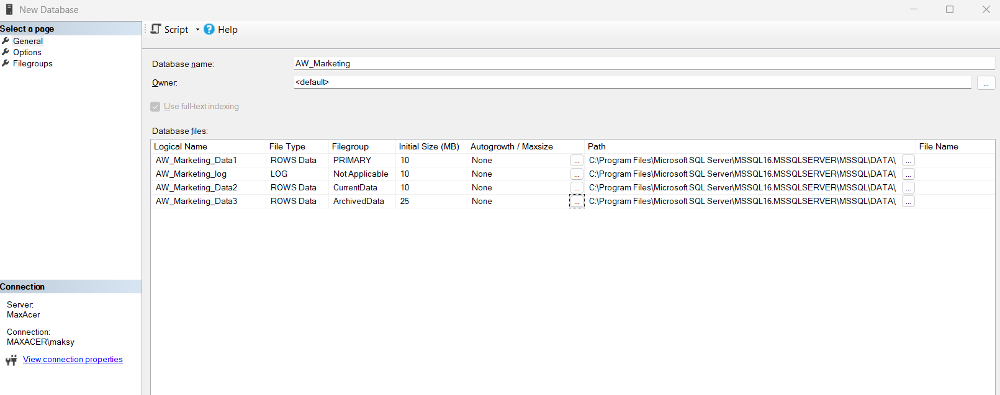 New Database
Select a page
General
Options
Filegroups
Script Help
Database name: AW_Marketing
Owner: <default> ...
Use full-text indexing
Database files:
Logical Name File Type Filegroup Initial Size (MB) Autogrowth / Maxsize Path File Name
AW_Marketing_Data1 ROWS Data PRIMARY 10 None ... C:\Program Files\Microsoft SQL Server\MSSQL16.MSSQLSERVER\MSSQL\DATA\ ...
AW_Marketing_log LOG Not Applicable 10 None ... C:\Program Files\Microsoft SQL Server\MSSQL16.MSSQLSERVER\MSSQL\DATA\ ...
AW_Marketing_Data2 ROWS Data CurrentData 10 None ... C:\Program Files\Microsoft SQL Server\MSSQL16.MSSQLSERVER\MSSQL\DATA\ ...
AW_Marketing_Data3 ROWS Data ArchivedData 25 None ... C:\Program Files\Microsoft SQL Server\MSSQL16.MSSQLSERVER\MSSQL\DATA\ ...
Connection
Server:
MaxAcer
Connection:
MAXACER\maksy
View connection properties